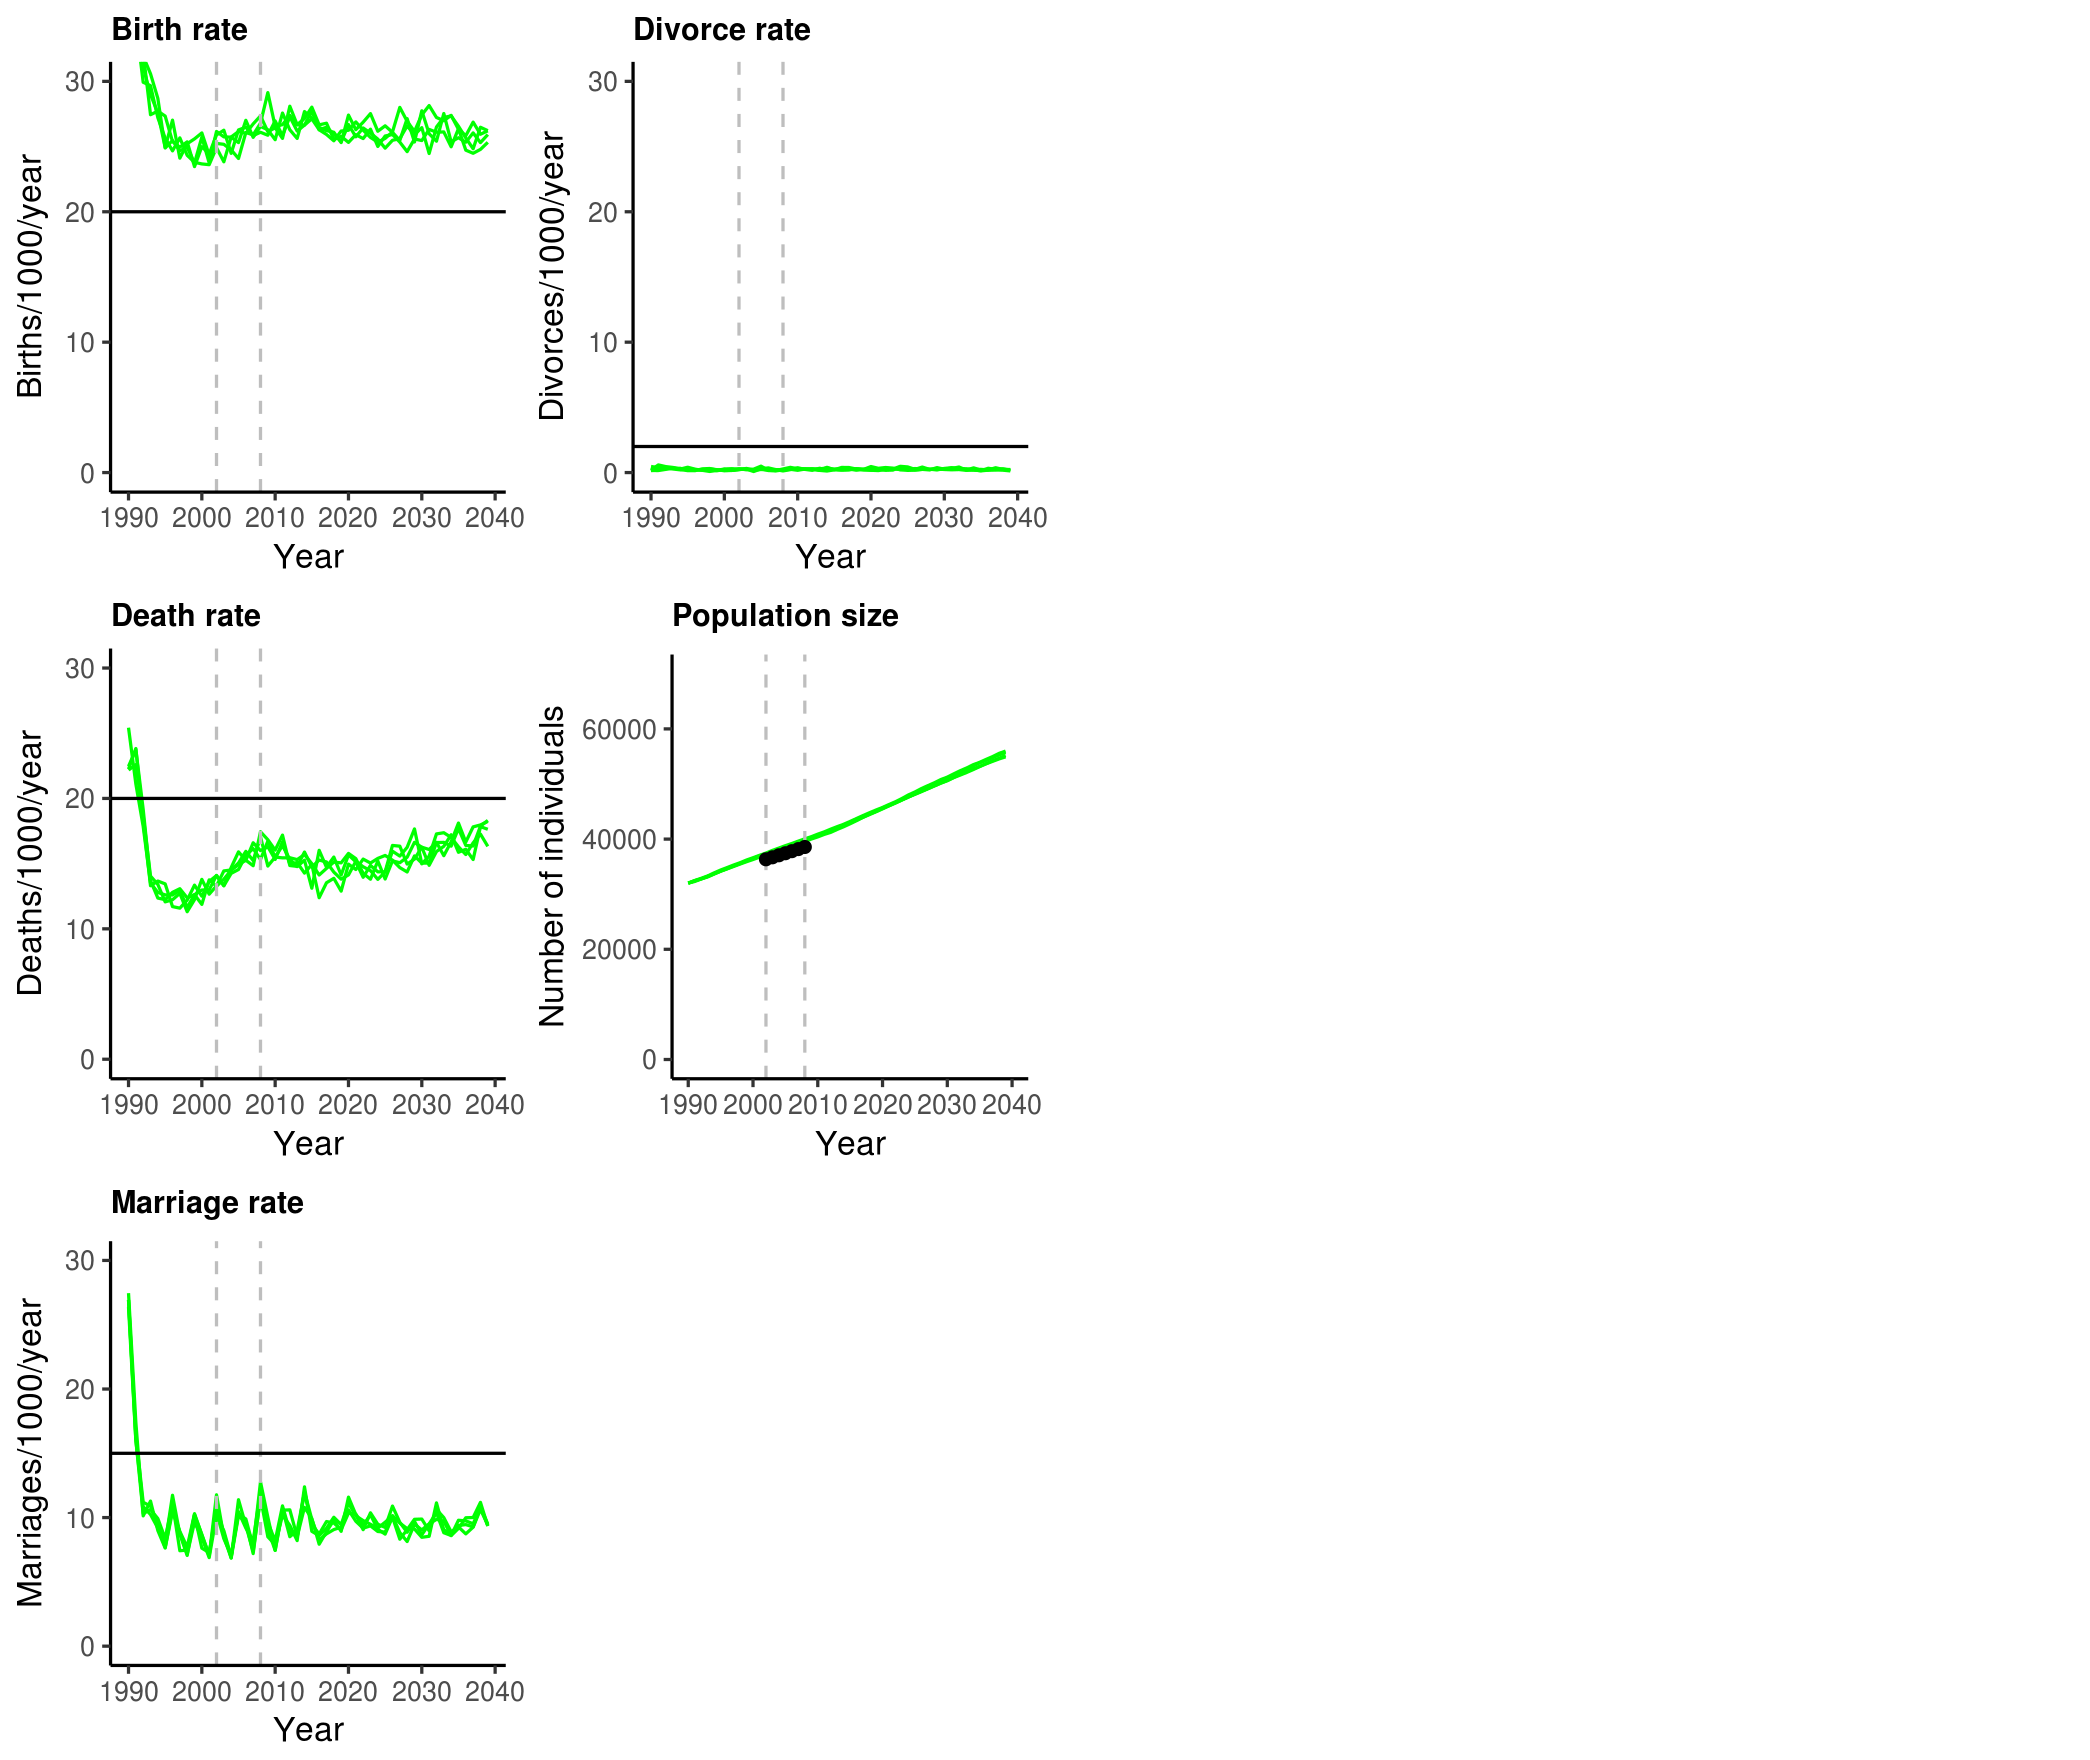 Birth rate
Births/1000/year
30
20
10
0
1990 2000 2010 2020 2030 2040
Year
Divorce rate
Divorces/1000/year
30
20
10
0
1990 2000 2010 2020 2030 2040
Year
Death rate
Deaths/1000/year
30
20
10
0
1990 2000 2010 2020 2030 2040
Year
Population size
Number of individuals
60000
40000
20000
0
1990 2000 2010 2020 2030 2040
Year
Marriage rate
Marriages/1000/year
30
20
10
0
1990 2000 2010 2020 2030 2040
Year